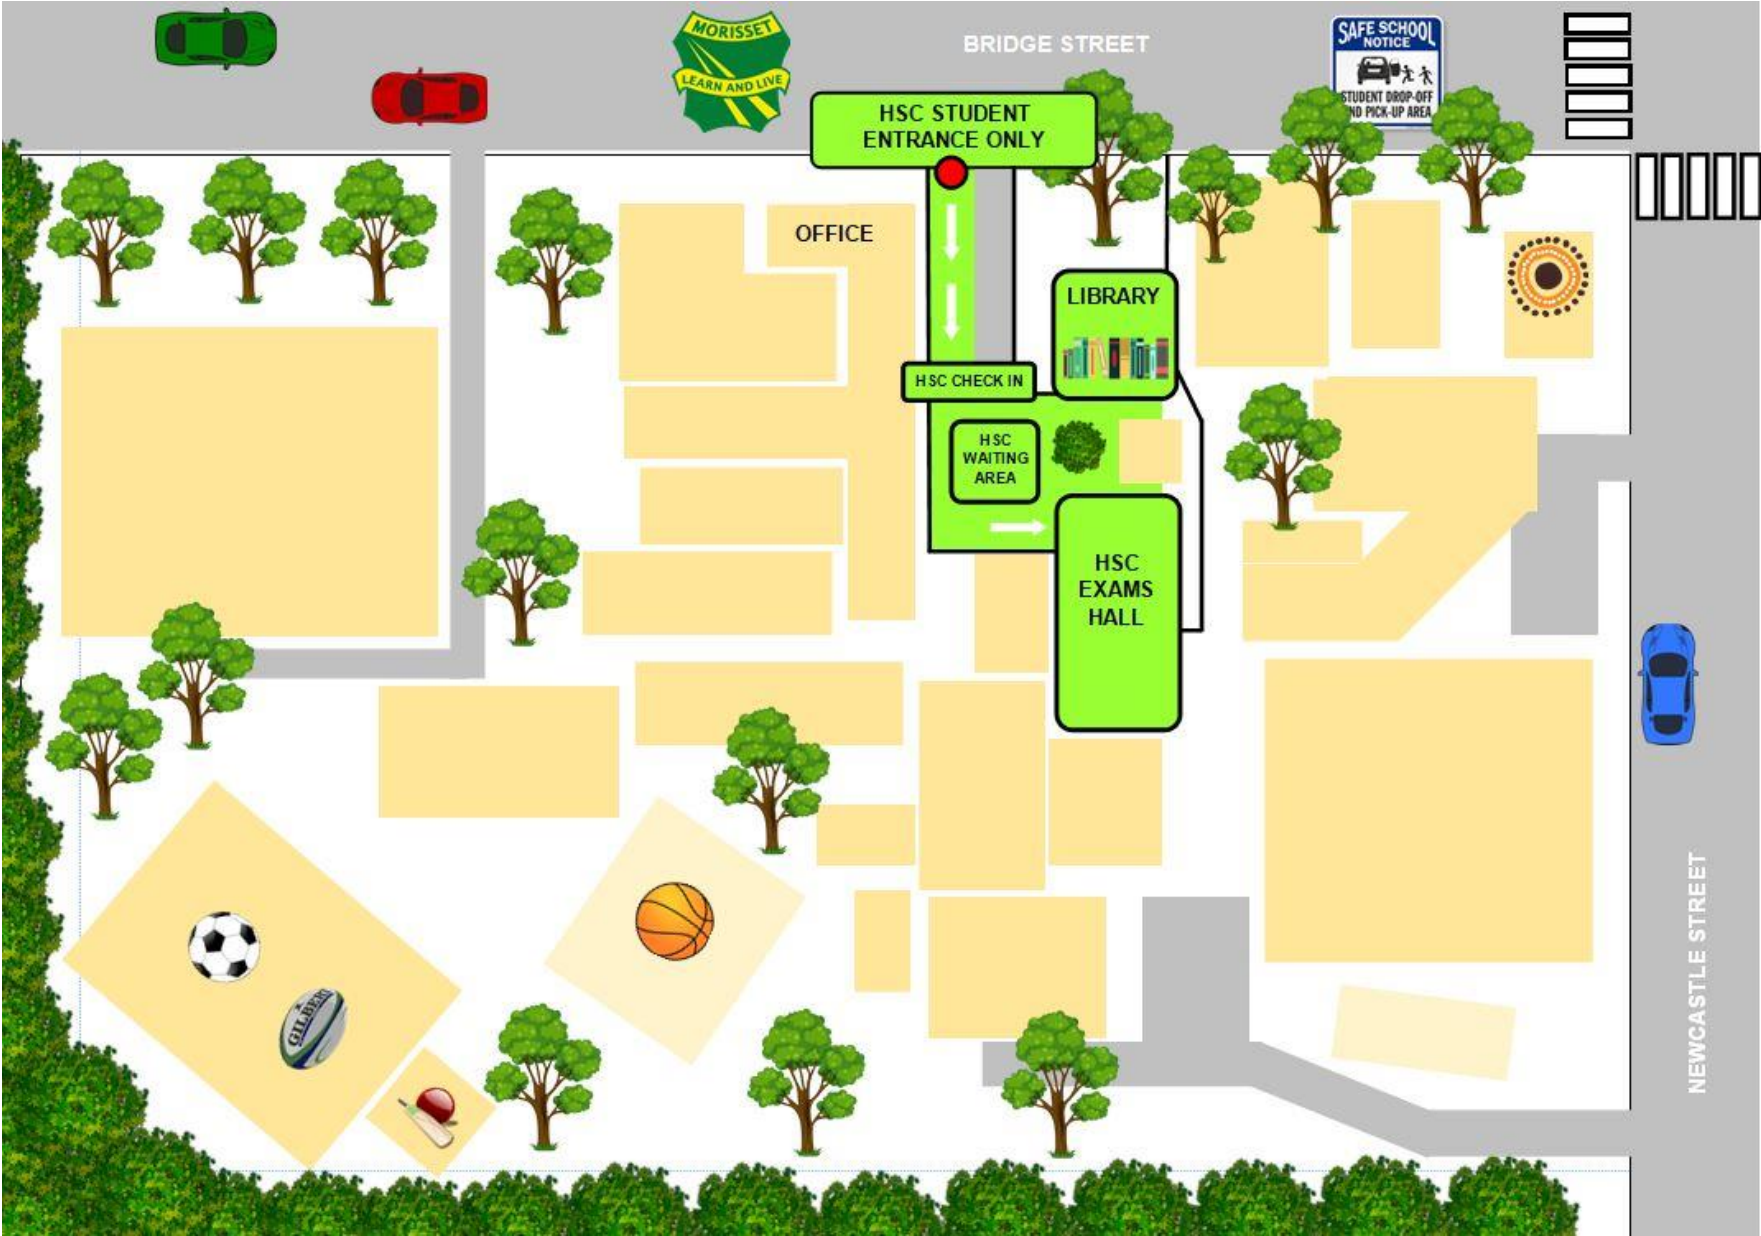 MORISSET
LEARN AND LIVE
BRIDGE STREET
SAFE SCHOOL
NOTICE
STUDENT DROP-OFF
ND PICK-UP AREA
HSC STUDENT
ENTRANCE ONLY
OFFICE
LIBRARY
HSC CHECK IN
HSC
WAITING
AREA
HSC
EXAMS
HALL
GILBERT
NEWCASTLE STREET